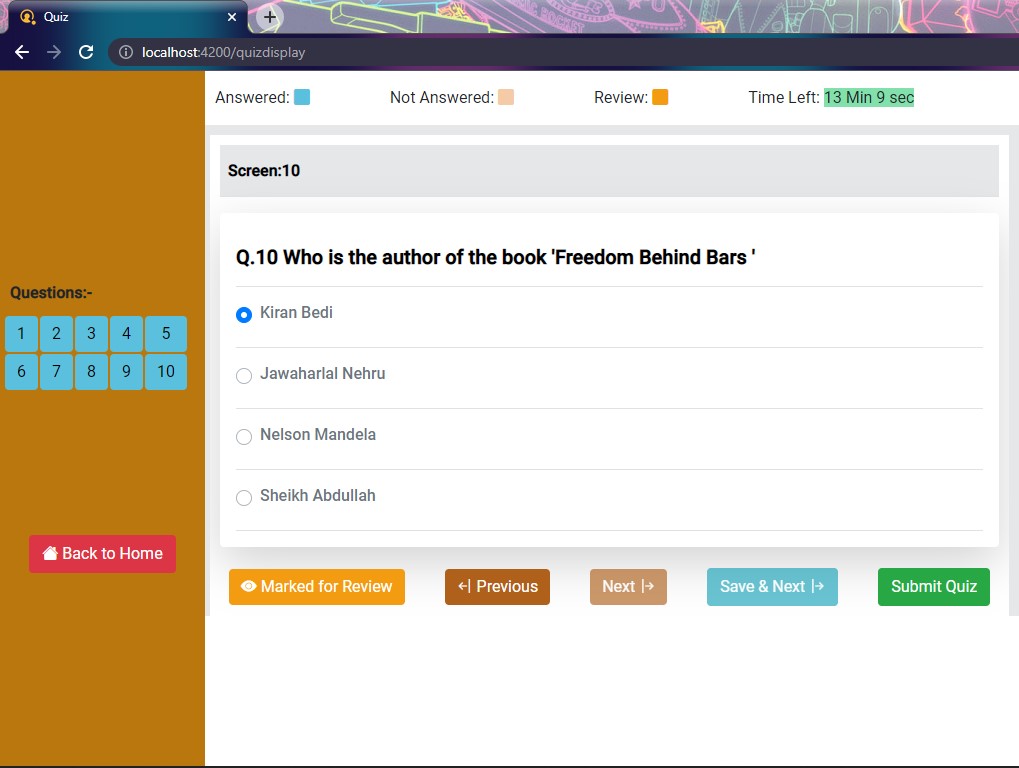 Quiz
localhost:4200/quizdisplay
Answered: Not Answered: Review: Time Left: 13 Min 9 sec
Screen:10
Q.10 Who is the author of the book 'Freedom Behind Bars '
Kiran Bedi
Jawaharlal Nehru
Nelson Mandela
Sheikh Abdullah
Questions:-
1 2 3 4 5
6 7 8 9 10
Back to Home
Marked for Review Previous Next Save & Next Submit Quiz